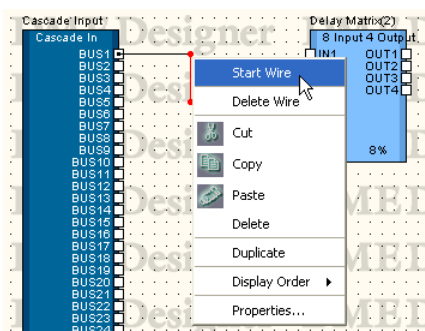 Cascade Input
Cascade In
BUS1
BUS2
BUS3
BUS4
BUS5
BUS6
BUS7
BUS8
BUS9
BUS10
BUS11
BUS12
BUS13
BUS14
BUS15
BUS16
BUS17
BUS18
BUS19
BUS20
BUS21
BUS22
BUS23
BUS24
Start Wire
Delete Wire
Cut
Copy
Paste
Delete
Duplicate
Display Order
Properties...
Delay Matrix(2)
8 Input 4 Output
IN1 OUT1
OUT2
OUT3
OUT4
8%
Designer